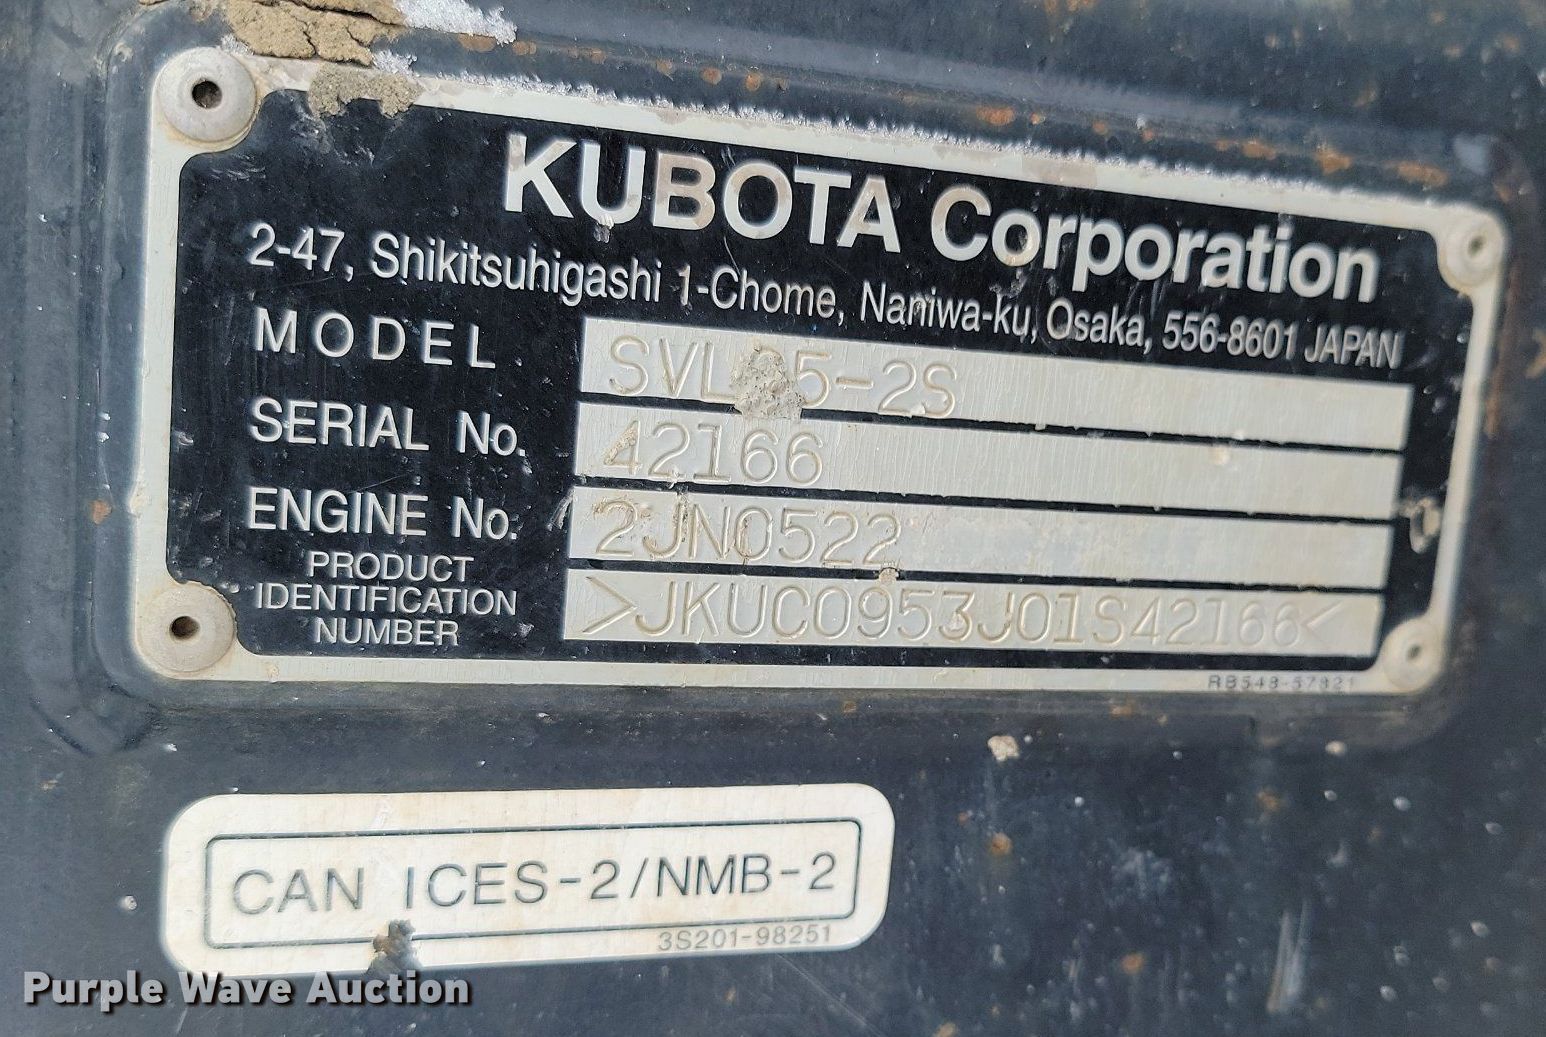 KUBOTA Corporation
2-47, Shikitsuhigashi 1-Chome, Naniwa-ku, Osaka, 556-8601 JAPAN
MODEL
SERIAL No. 42166
ENGINE No. 2JN0522
PRODUCT IDENTIFICATION NUMBER >JKUC0953J01S42166<
RB548-57821
CAN ICES-2/NMB-2
3S201-98251
Purple Wave Auction